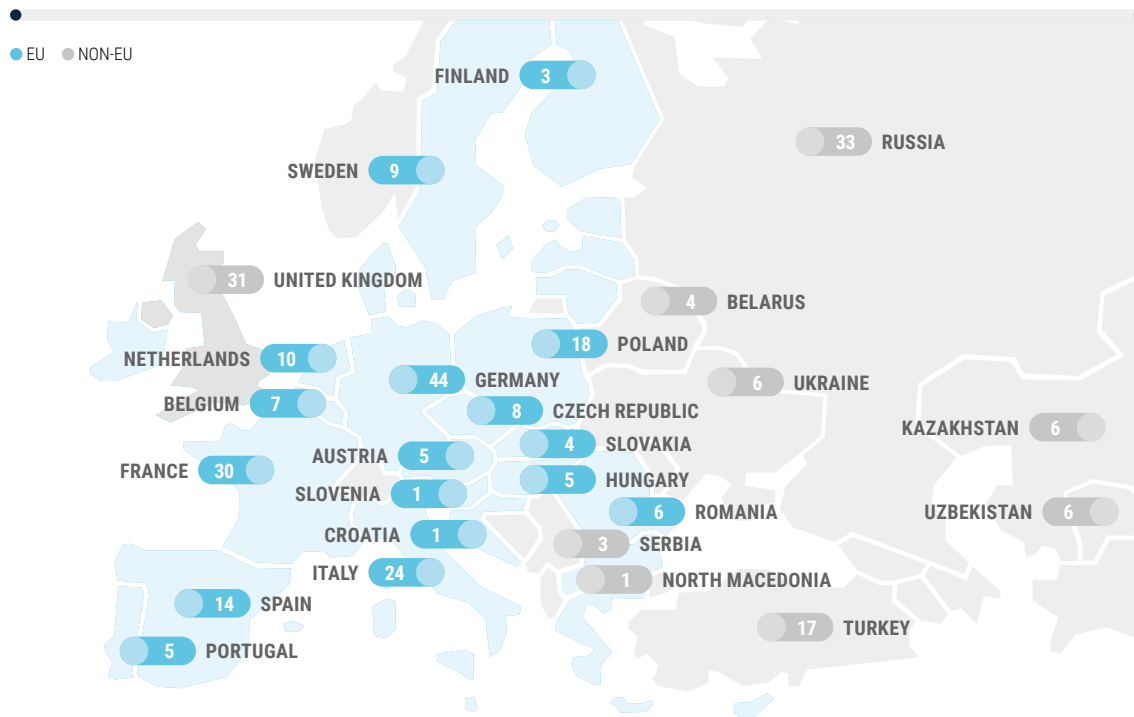 EU NON-EU
FINLAND 3
33 RUSSIA
SWEDEN 9
31 UNITED KINGDOM
4 BELARUS
18 POLAND
NETHERLANDS 10
44 GERMANY
6 UKRAINE
BELGIUM 7
8 CZECH REPUBLIC
KAZAKHSTAN 6
4 SLOVAKIA
AUSTRIA 5
FRANCE 30
5 HUNGARY
SLOVENIA 1
6 ROMANIA
UZBEKISTAN 6
CROATIA 1
3 SERBIA
ITALY 24
1 NORTH MACEDONIA
14 SPAIN
17 TURKEY
5 PORTUGAL